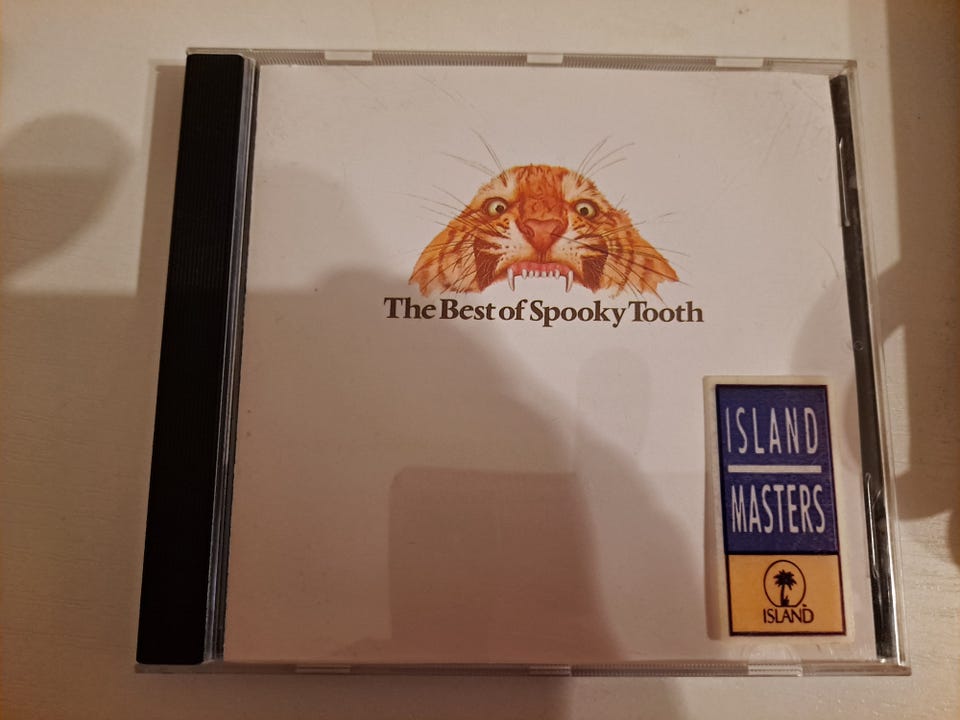 The Best of Spooky Tooth
ISLAND
MASTERS
ISLAND